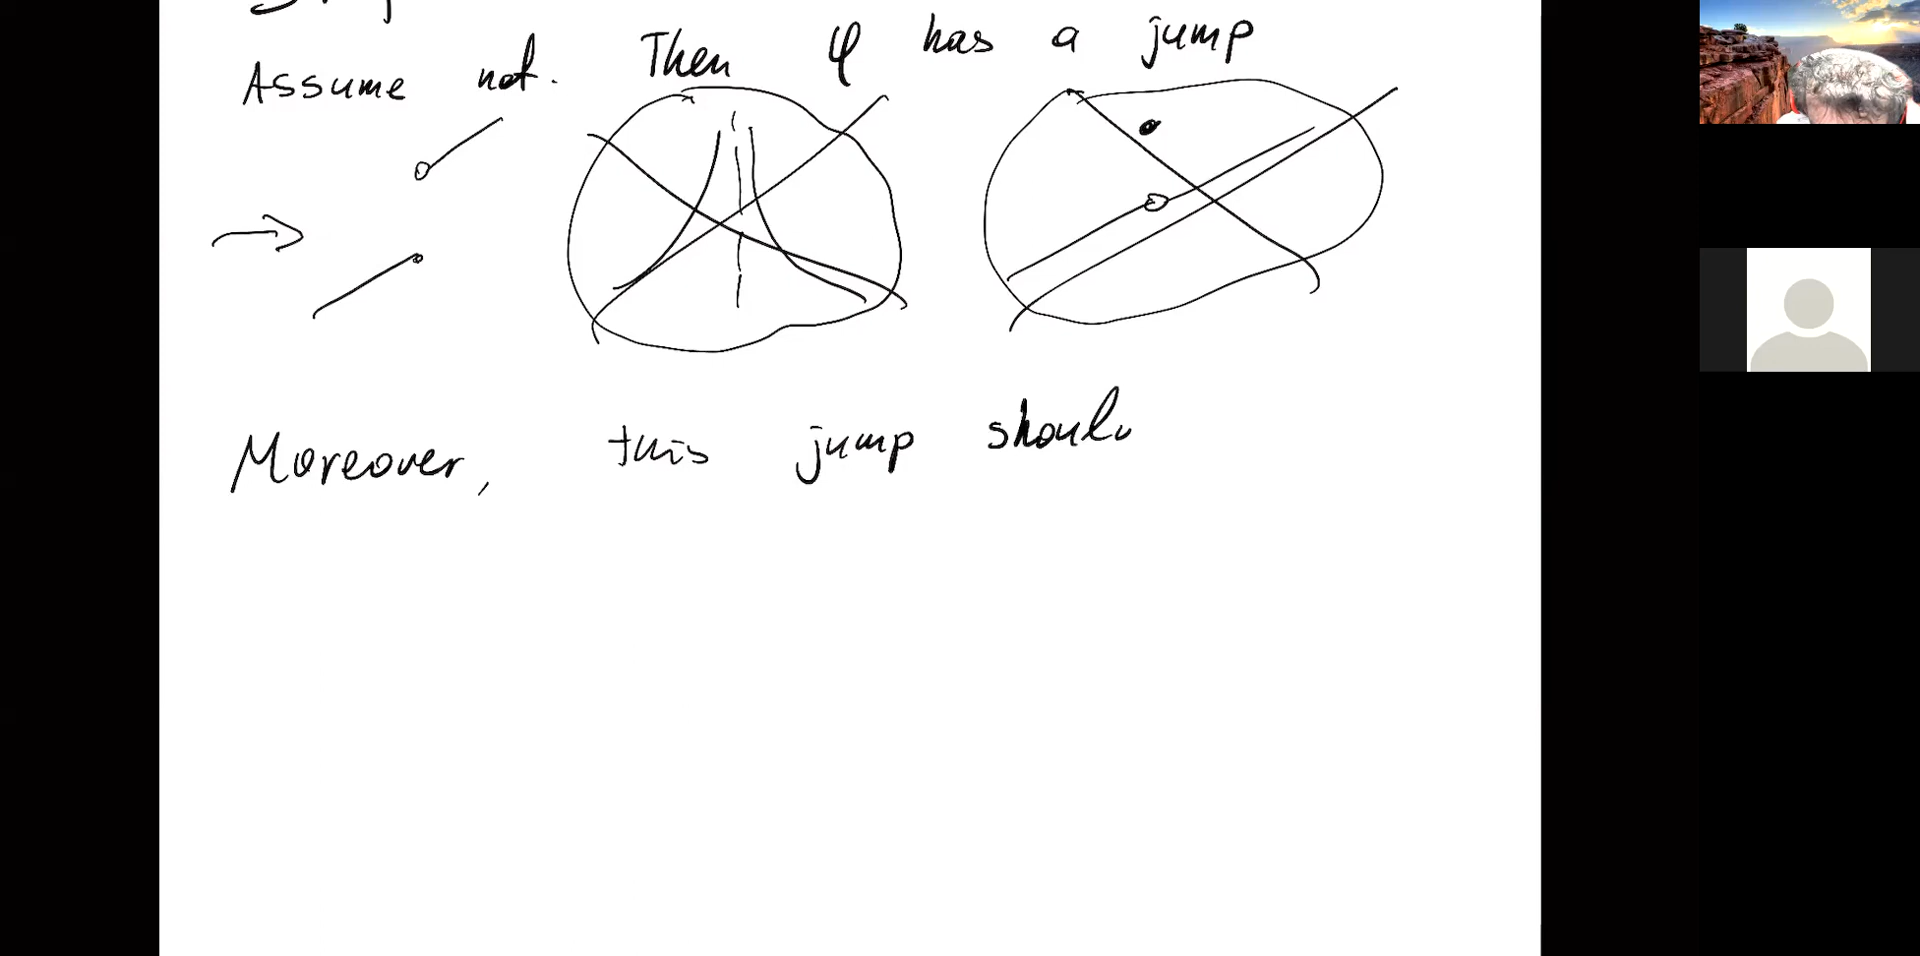 Assume not. Then φ has a jump
Moreover, this jump should